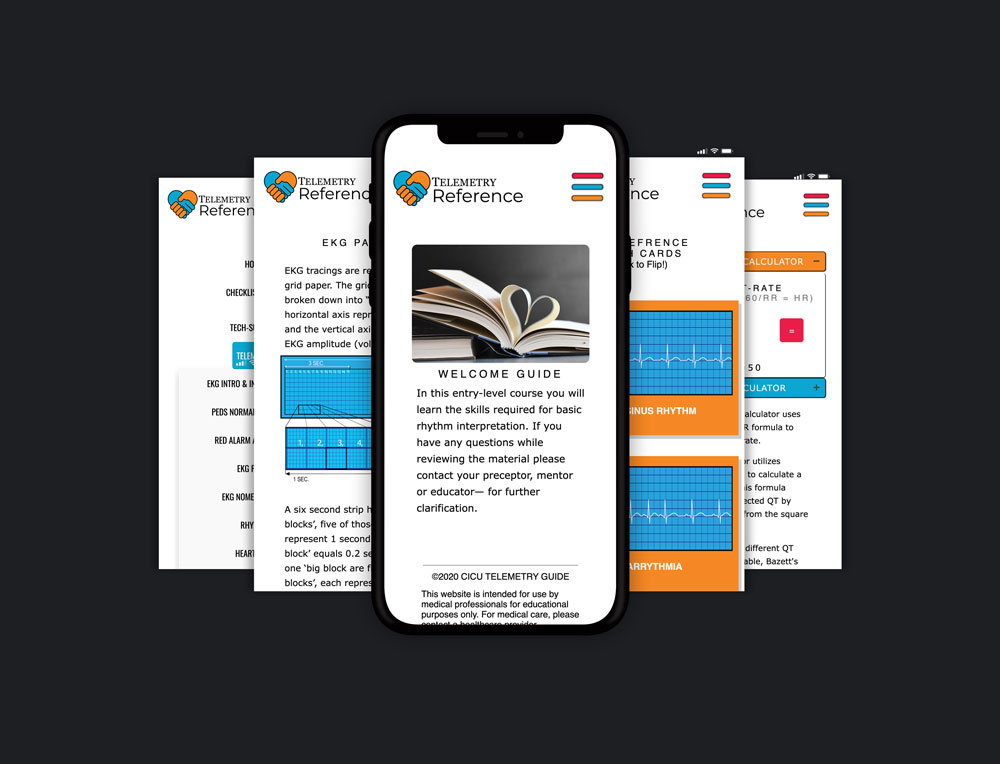 TELEMETRY
Referen
HO
CHECKLIS
TECH-SU
TELEM
EKG INTRO & IN
PEDS NORMA
RED ALARM A
EKG P
EKG NOME
RHY
HEART
TELEMETRY
Referenc
EKG PA
EKG tracings are re
grid paper. The gri
broken down into "
horizontal axis repr
and the vertical axi
EKG amplitude (vol
3 SEC.
1. 2. 3. 4.
1 SEC.
A six second strip h
blocks', five of thos
represent 1 second
block' equals 0.2 se
one 'big block are f
blocks', each repres
TELEMETRY
Reference
WELCOME GUIDE
In this entry-level course you will
learn the skills required for basic
rhythm interpretation. If you
have any questions while
reviewing the material please
contact your preceptor, mentor
or educator— for further
clarification.
©2020 CICU TELEMETRY GUIDE
This website is intended for use by
medical professionals for educational
purposes only. For medical care, please
contact a healthcare provider
Y
nce
EFRENCE
H CARDS
k to Flip!)
SINUS RHYTHM
ARRYTHMIA
nce
CALCULATOR −
T-RATE
60/RR = HR)
=
50
CULATOR +
alculator uses
R formula to
rate.
or utilizes
to calculate a
is formula
ected QT by
from the square
different QT
able, Bazett's